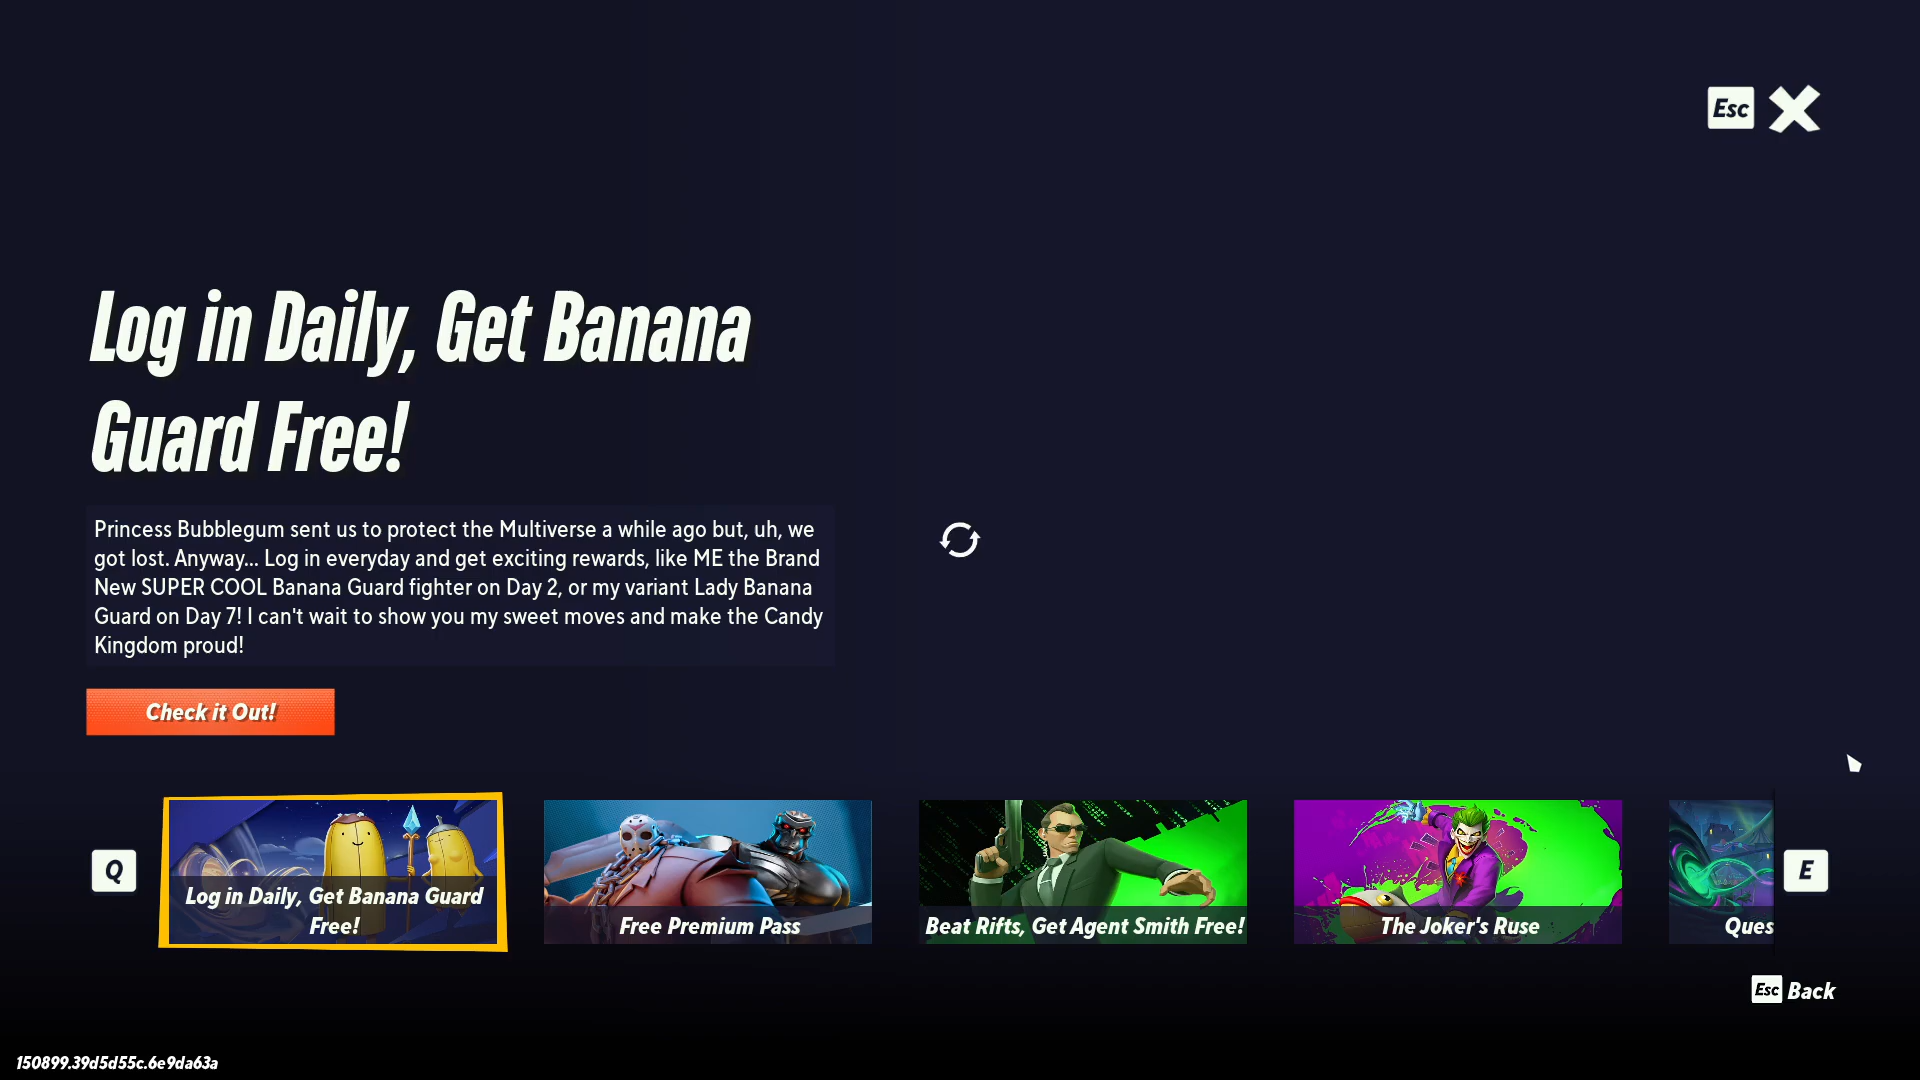 Esc
Log in Daily, Get Banana
Guard Free!
Princess Bubblegum sent us to protect the Multiverse a while ago but, uh, we
got lost. Anyway... Log in everyday and get exciting rewards, like ME the Brand
New SUPER COOL Banana Guard fighter on Day 2, or my variant Lady Banana
Guard on Day 7! I can't wait to show you my sweet moves and make the Candy
Kingdom proud!
Check it Out!
Q
Log in Daily, Get Banana Guard
Free!
Free Premium Pass
Beat Rifts, Get Agent Smith Free!
The Joker's Ruse
Ques
E
Esc Back
150899.39d5d55c.6e9da63a